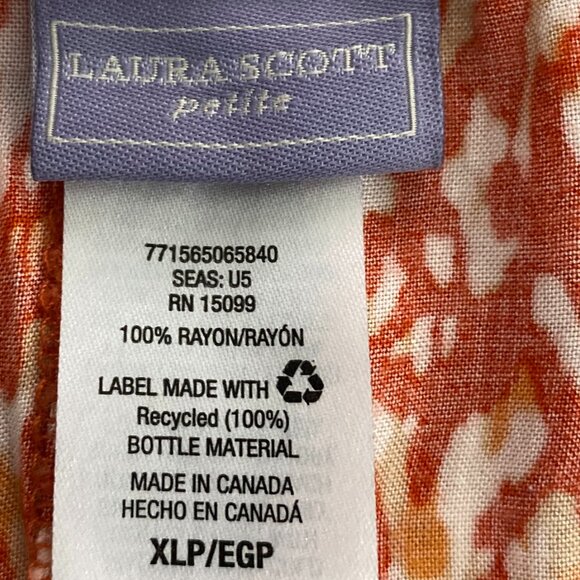 LAURA SCOTT
petite
771565065840
SEAS: U5
RN 15099
100% RAYON/RAYÓN
LABEL MADE WITH
Recycled (100%)
BOTTLE MATERIAL
MADE IN CANADA
HECHO EN CANADÁ
XLP/EGP